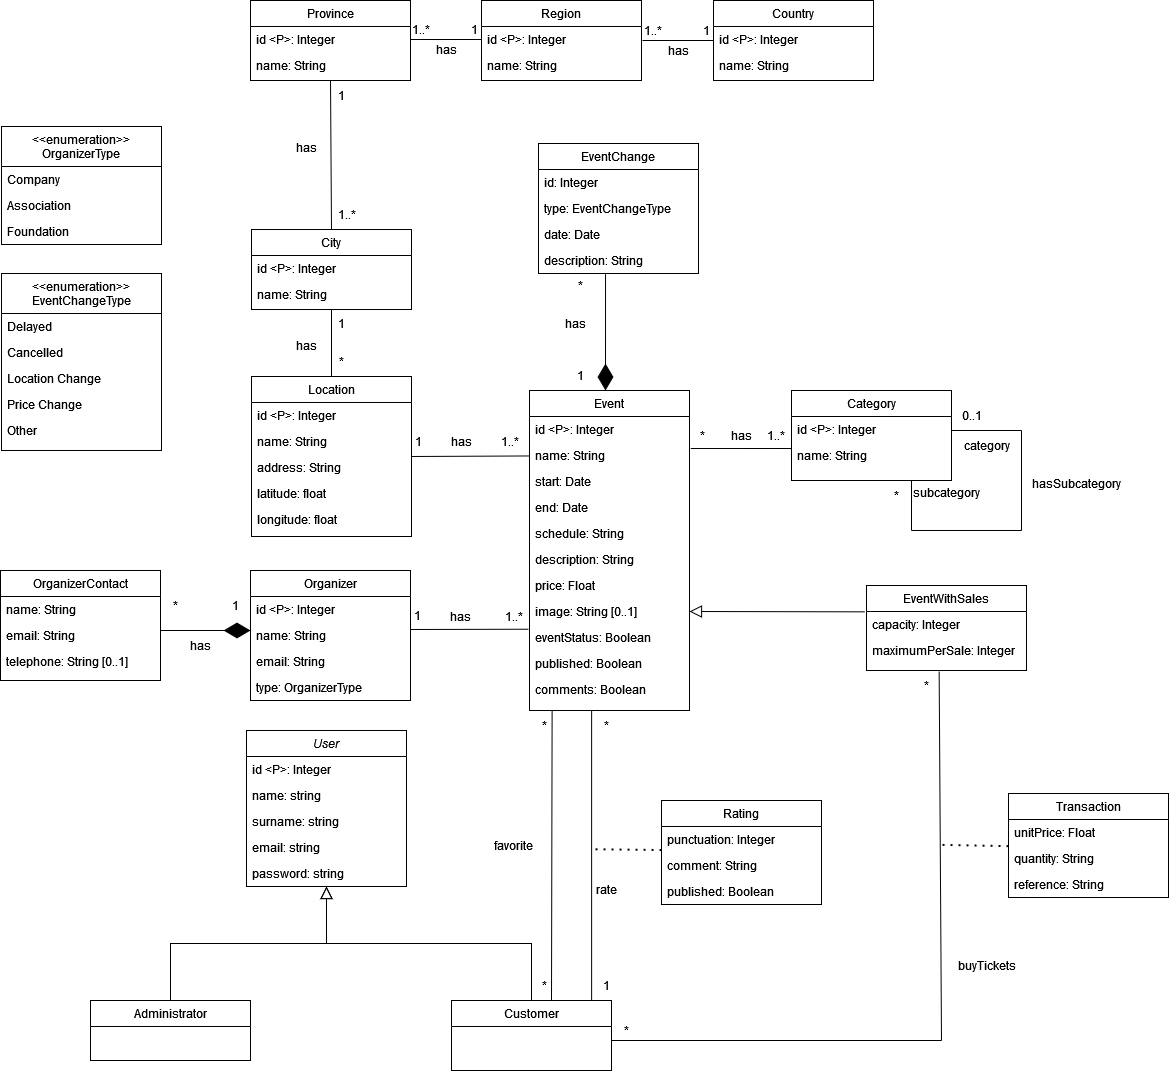 Province
id <P>: Integer
name: String
1..*
1
has
Region
id <P>: Integer
name: String
1..*
1
has
Country
id <P>: Integer
name: String
1
has
1..*
<<enumeration>>
OrganizerType
Company
Association
Foundation
<<enumeration>>
EventChangeType
Delayed
Cancelled
Location Change
Price Change
Other
City
id <P>: Integer
name: String
1
has
*
EventChange
id: Integer
type: EventChangeType
date: Date
description: String
*
has
1
Location
id <P>: Integer
name: String
address: String
latitude: float
longitude: float
1
has
1..*
Event
id <P>: Integer
name: String
start: Date
end: Date
schedule: String
description: String
price: Float
image: String [0..1]
eventStatus: Boolean
published: Boolean
comments: Boolean
*
has
1..*
Category
id <P>: Integer
name: String
0..1
category
hasSubcategory
*
subcategory
OrganizerContact
name: String
email: String
telephone: String [0..1]
*
1
has
Organizer
id <P>: Integer
name: String
email: String
type: OrganizerType
1
has
1..*
EventWithSales
capacity: Integer
maximumPerSale: Integer
*
*
*
User
id <P>: Integer
name: string
surname: string
email: string
password: string
favorite
rate
Rating
punctuation: Integer
comment: String
published: Boolean
Transaction
unitPrice: Float
quantity: String
reference: String
buyTickets
*
1
Administrator
Customer
*